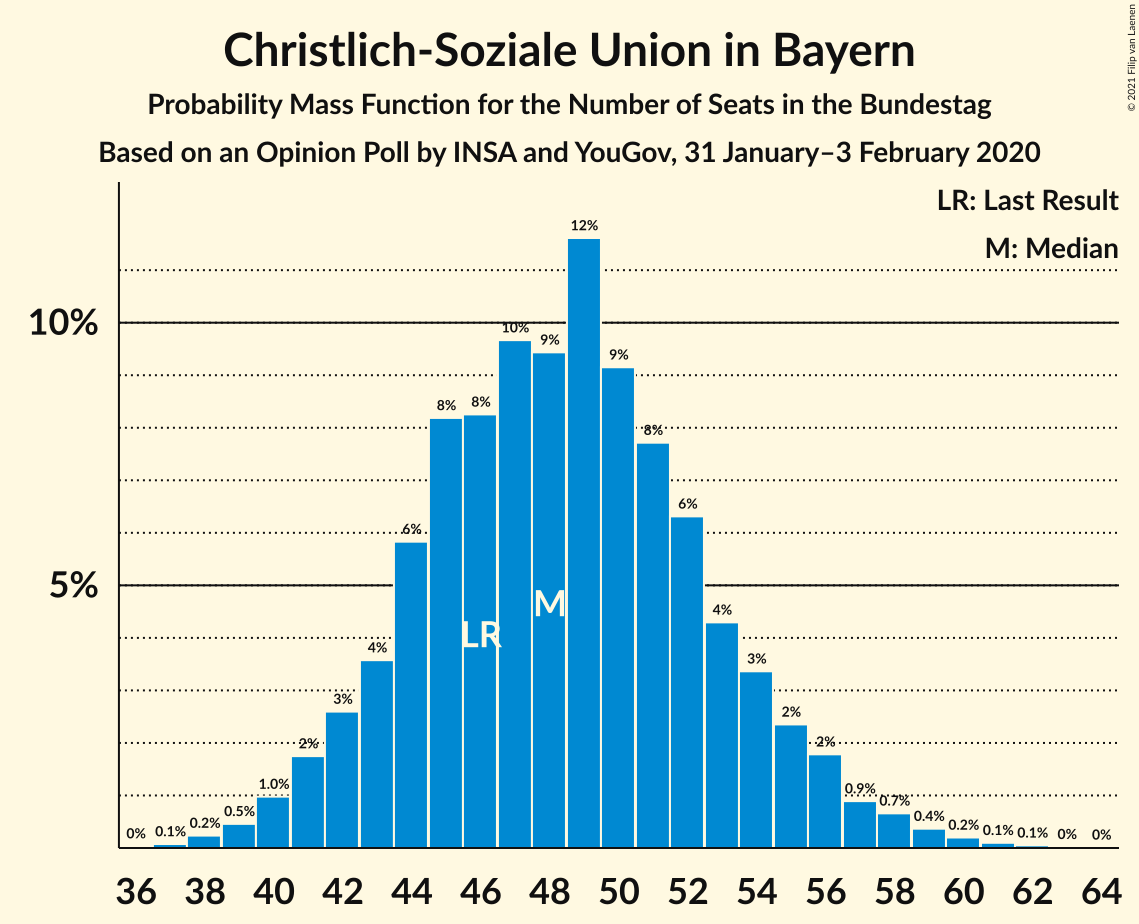 Christlich-Soziale Union in Bayern
Probability Mass Function for the Number of Seats in the Bundestag
Based on an Opinion Poll by INSA and YouGov, 31 January–3 February 2020
© 2021 Filip van Laenen
LR: Last Result
M: Median
10%
5%
0% 0.1% 0.2% 0.5% 1.0% 2% 3% 4% 6% 8% 8% 10% 9% 12% 9% 8% 6% 4% 3% 2% 2% 0.9% 0.7% 0.4% 0.2% 0.1% 0.1% 0% 0%
LR
M
36 38 40 42 44 46 48 50 52 54 56 58 60 62 64